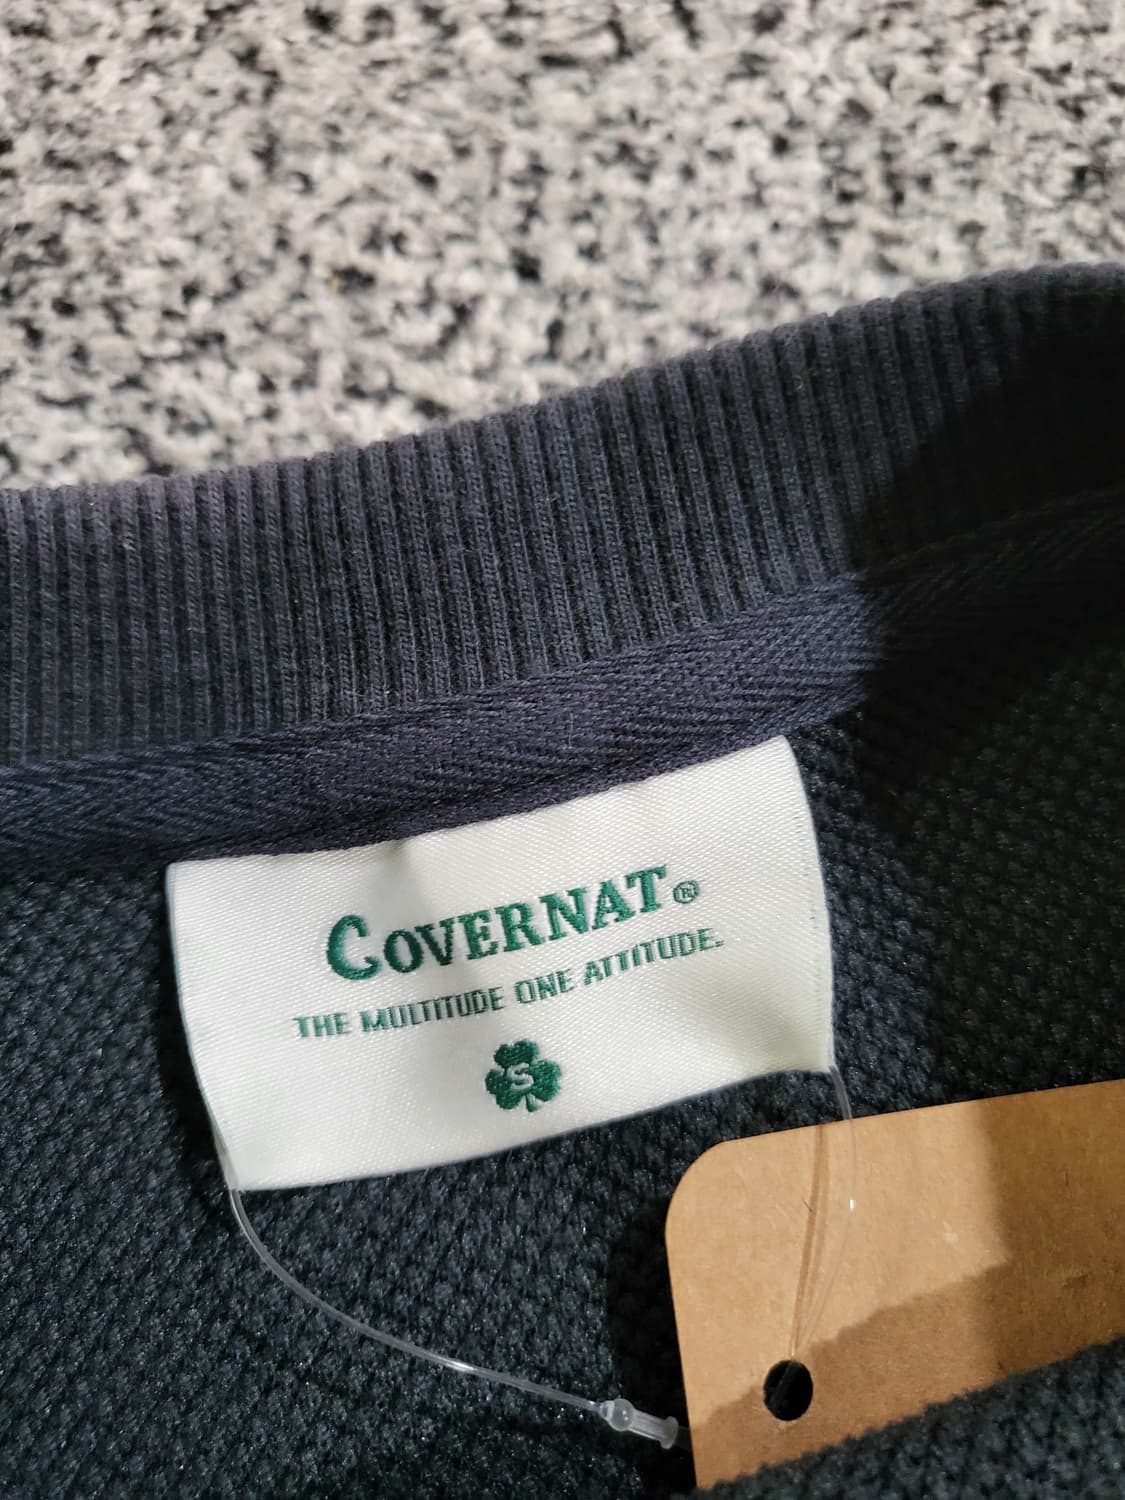 COVERNAT®
THE MULTITUDE ONE ATTITUDE.
S